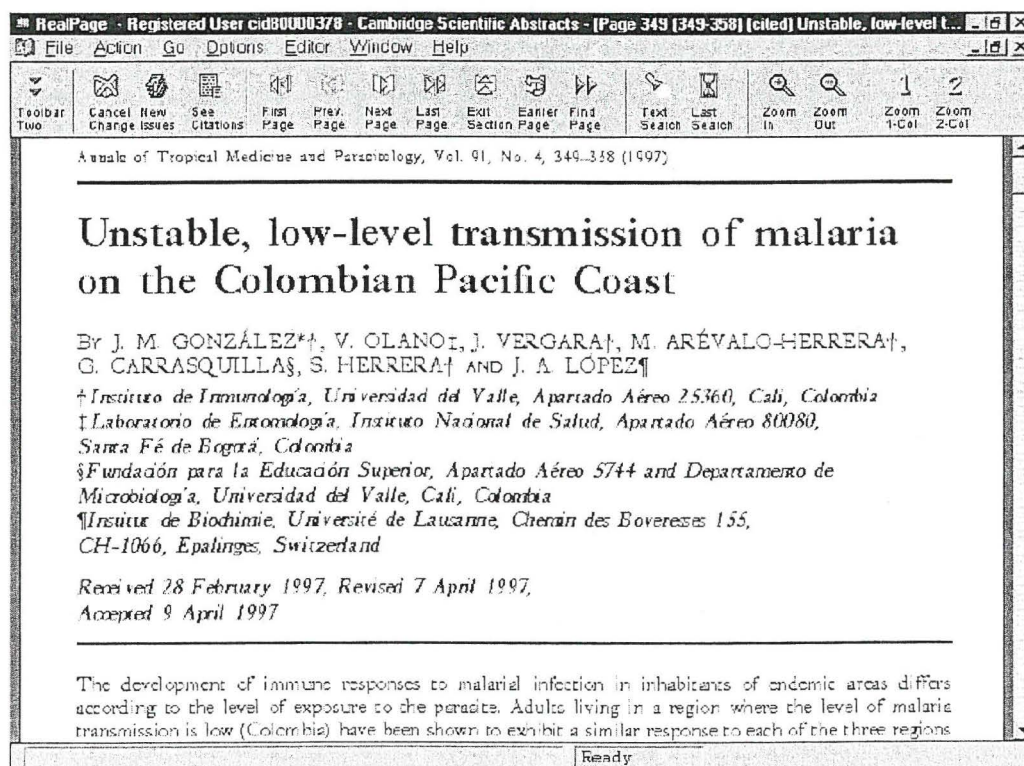 RealPage - Registered User cid80000378 - Cambridge Scientific Abstracts - [Page 349 [349-358] (cited) Unstable, low-level t...
File Action Go Options Editor Window Help
Toolbar Two
Cancel Change
New Issues
See Citations
First Page
Prev. Page
Next Page
Last Page
Exit Section
Earlier Page
Find Page
Text Search
Last Search
Zoom In
Zoom Out
Zoom 1-Col
Zoom 2-Col
Annals of Tropical Medicine and Parasitology, Vol. 91, No. 4, 349–358 (1997)
Unstable, low-level transmission of malaria
on the Colombian Pacific Coast
By J. M. GONZÁLEZ*†, V. OLANO‡, J. VERGARA†, M. ARÉVALO-HERRERA†,
G. CARRASQUILLA§, S. HERRERA† AND J. A. LÓPEZ¶
†Instituto de Inmunología, Universidad del Valle, Apartado Aéreo 25360, Cali, Colombia
‡Laboratorio de Entomología, Instituto Nacional de Salud, Apartado Aéreo 80080,
Santa Fé de Bogotá, Colombia
§Fundación para la Educación Superior, Apartado Aéreo 5744 and Departamento de
Microbiología, Universidad del Valle, Cali, Colombia
¶Institut de Biochimie, Université de Lausanne, Chemin des Boveresses 155,
CH-1066, Epalinges, Switzerland
Received 28 February 1997, Revised 7 April 1997,
Accepted 9 April 1997
The development of immune responses to malarial infection in inhabitants of endemic areas differs
according to the level of exposure to the parasite. Adults living in a region where the level of malaria
transmission is low (Colombia) have been shown to exhibit a similar response to each of the three regions
Ready